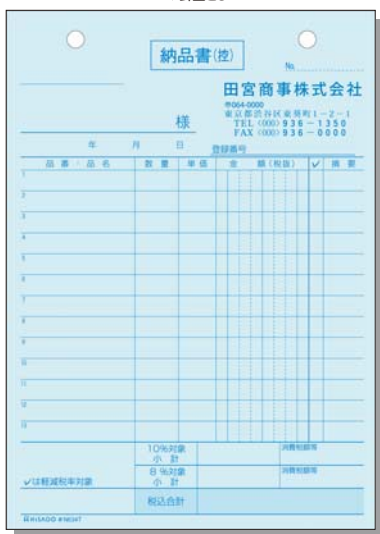 納品書(控)
No.
田宮商事株式会社
〒064-0000
東京都渋谷区東葵町1-2-1
TEL (000) 936-1350
FAX (000) 936-0000
様
年 月 日
登録番号
品番・品名 数量 単価 金額(税抜) ✓ 摘要
1
2
3
4
5
6
7
8
9
10
11
12
13
10%対象 小計 消費税額等
8%対象 小計 消費税額等
✓は軽減税率対象
税込合計